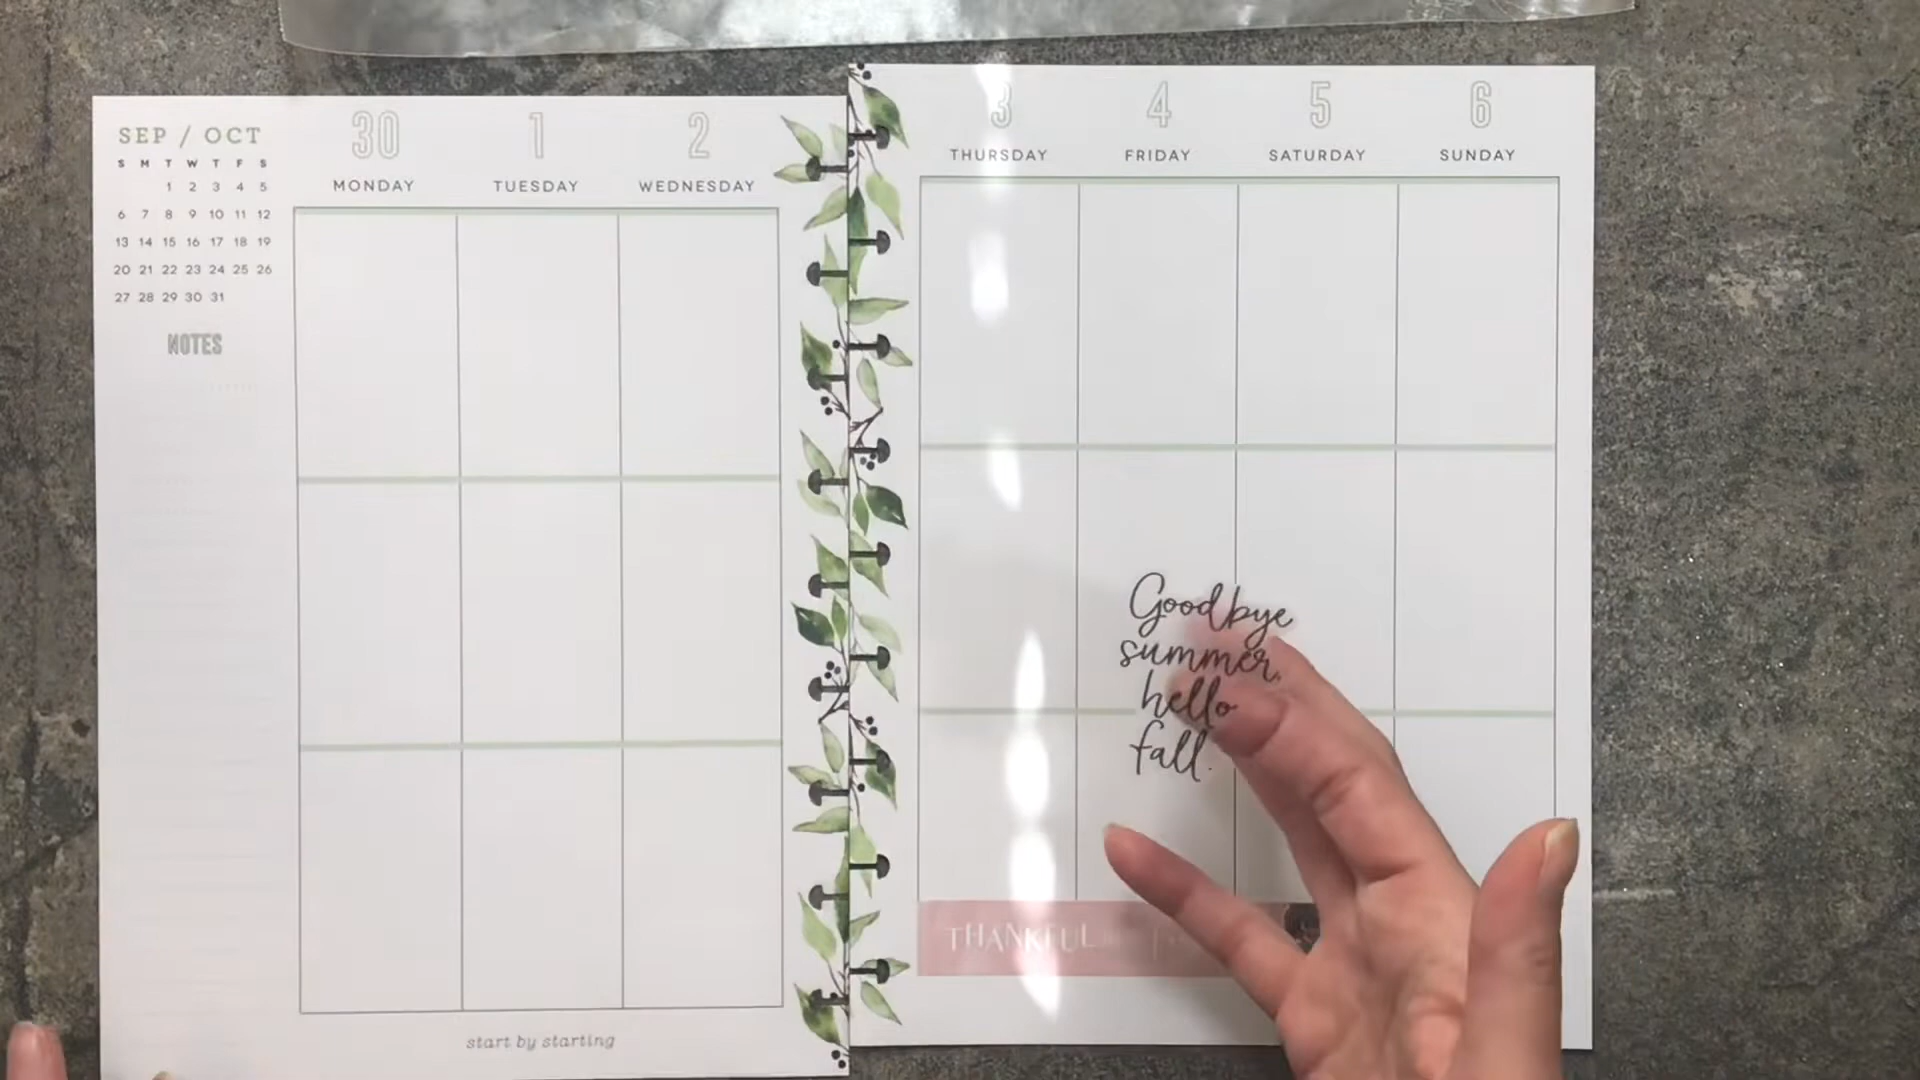 SEP / OCT
S M T W T F S
1 2 3 4 5
6 7 8 9 10 11 12
13 14 15 16 17 18 19
20 21 22 23 24 25 26
27 28 29 30 31
NOTES
30 1 2
MONDAY TUESDAY WEDNESDAY
start by starting
3 4 5 6
THURSDAY FRIDAY SATURDAY SUNDAY
Goodbye
summer,
hello
fall.
THANKFUL